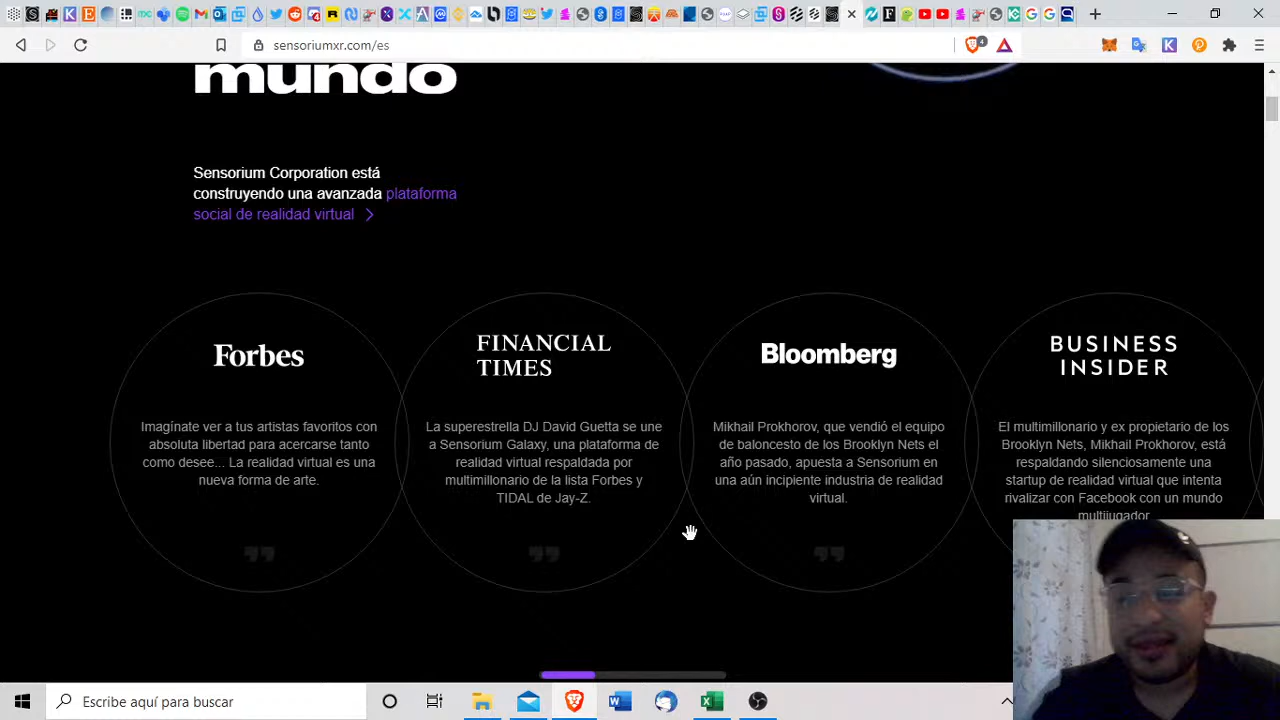 sensoriumxr.com/es
4
mundo
Sensorium Corporation está
construyendo una avanzada plataforma
social de realidad virtual
Forbes
Imagínate ver a tus artistas favoritos con
absoluta libertad para acercarse tanto
como desee... La realidad virtual es una
nueva forma de arte.
FINANCIAL
TIMES
La superestrella DJ David Guetta se une
a Sensorium Galaxy, una plataforma de
realidad virtual respaldada por
multimillonario de la lista Forbes y
TIDAL de Jay-Z.
Bloomberg
Mikhail Prokhorov, que vendió el equipo
de baloncesto de los Brooklyn Nets el
año pasado, apuesta a Sensorium en
una aún incipiente industria de realidad
virtual.
BUSINESS
INSIDER
El multimillonario y ex propietario de los
Brooklyn Nets, Mikhail Prokhorov, está
respaldando silenciosamente una
startup de realidad virtual que intenta
rivalizar con Facebook con un mundo
multijugador
Escribe aquí para buscar